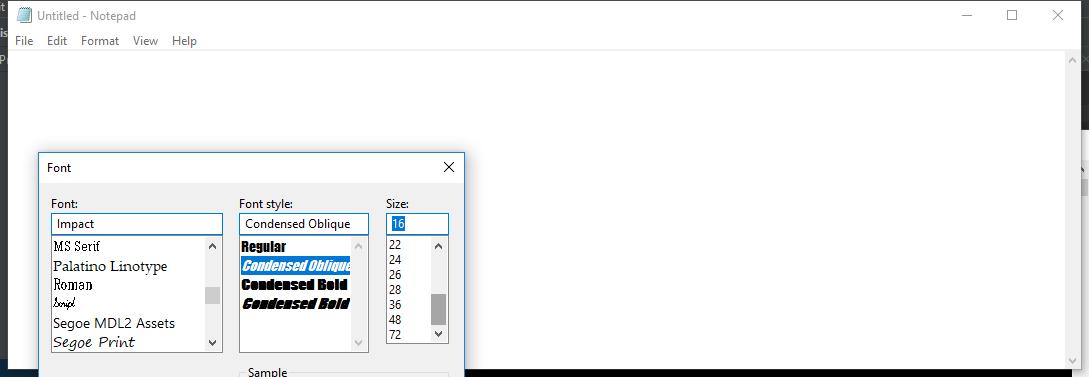 Untitled - Notepad
File Edit Format View Help
Font
Font: Font style: Size:
Impact Condensed Oblique 16
MS Serif
Palatino Linotype
Roman
Script
Segoe MDL2 Assets
Segoe Print
Regular
Condensed Oblique
Condensed Bold
Condensed Bold
22
24
26
28
36
48
72
Sample